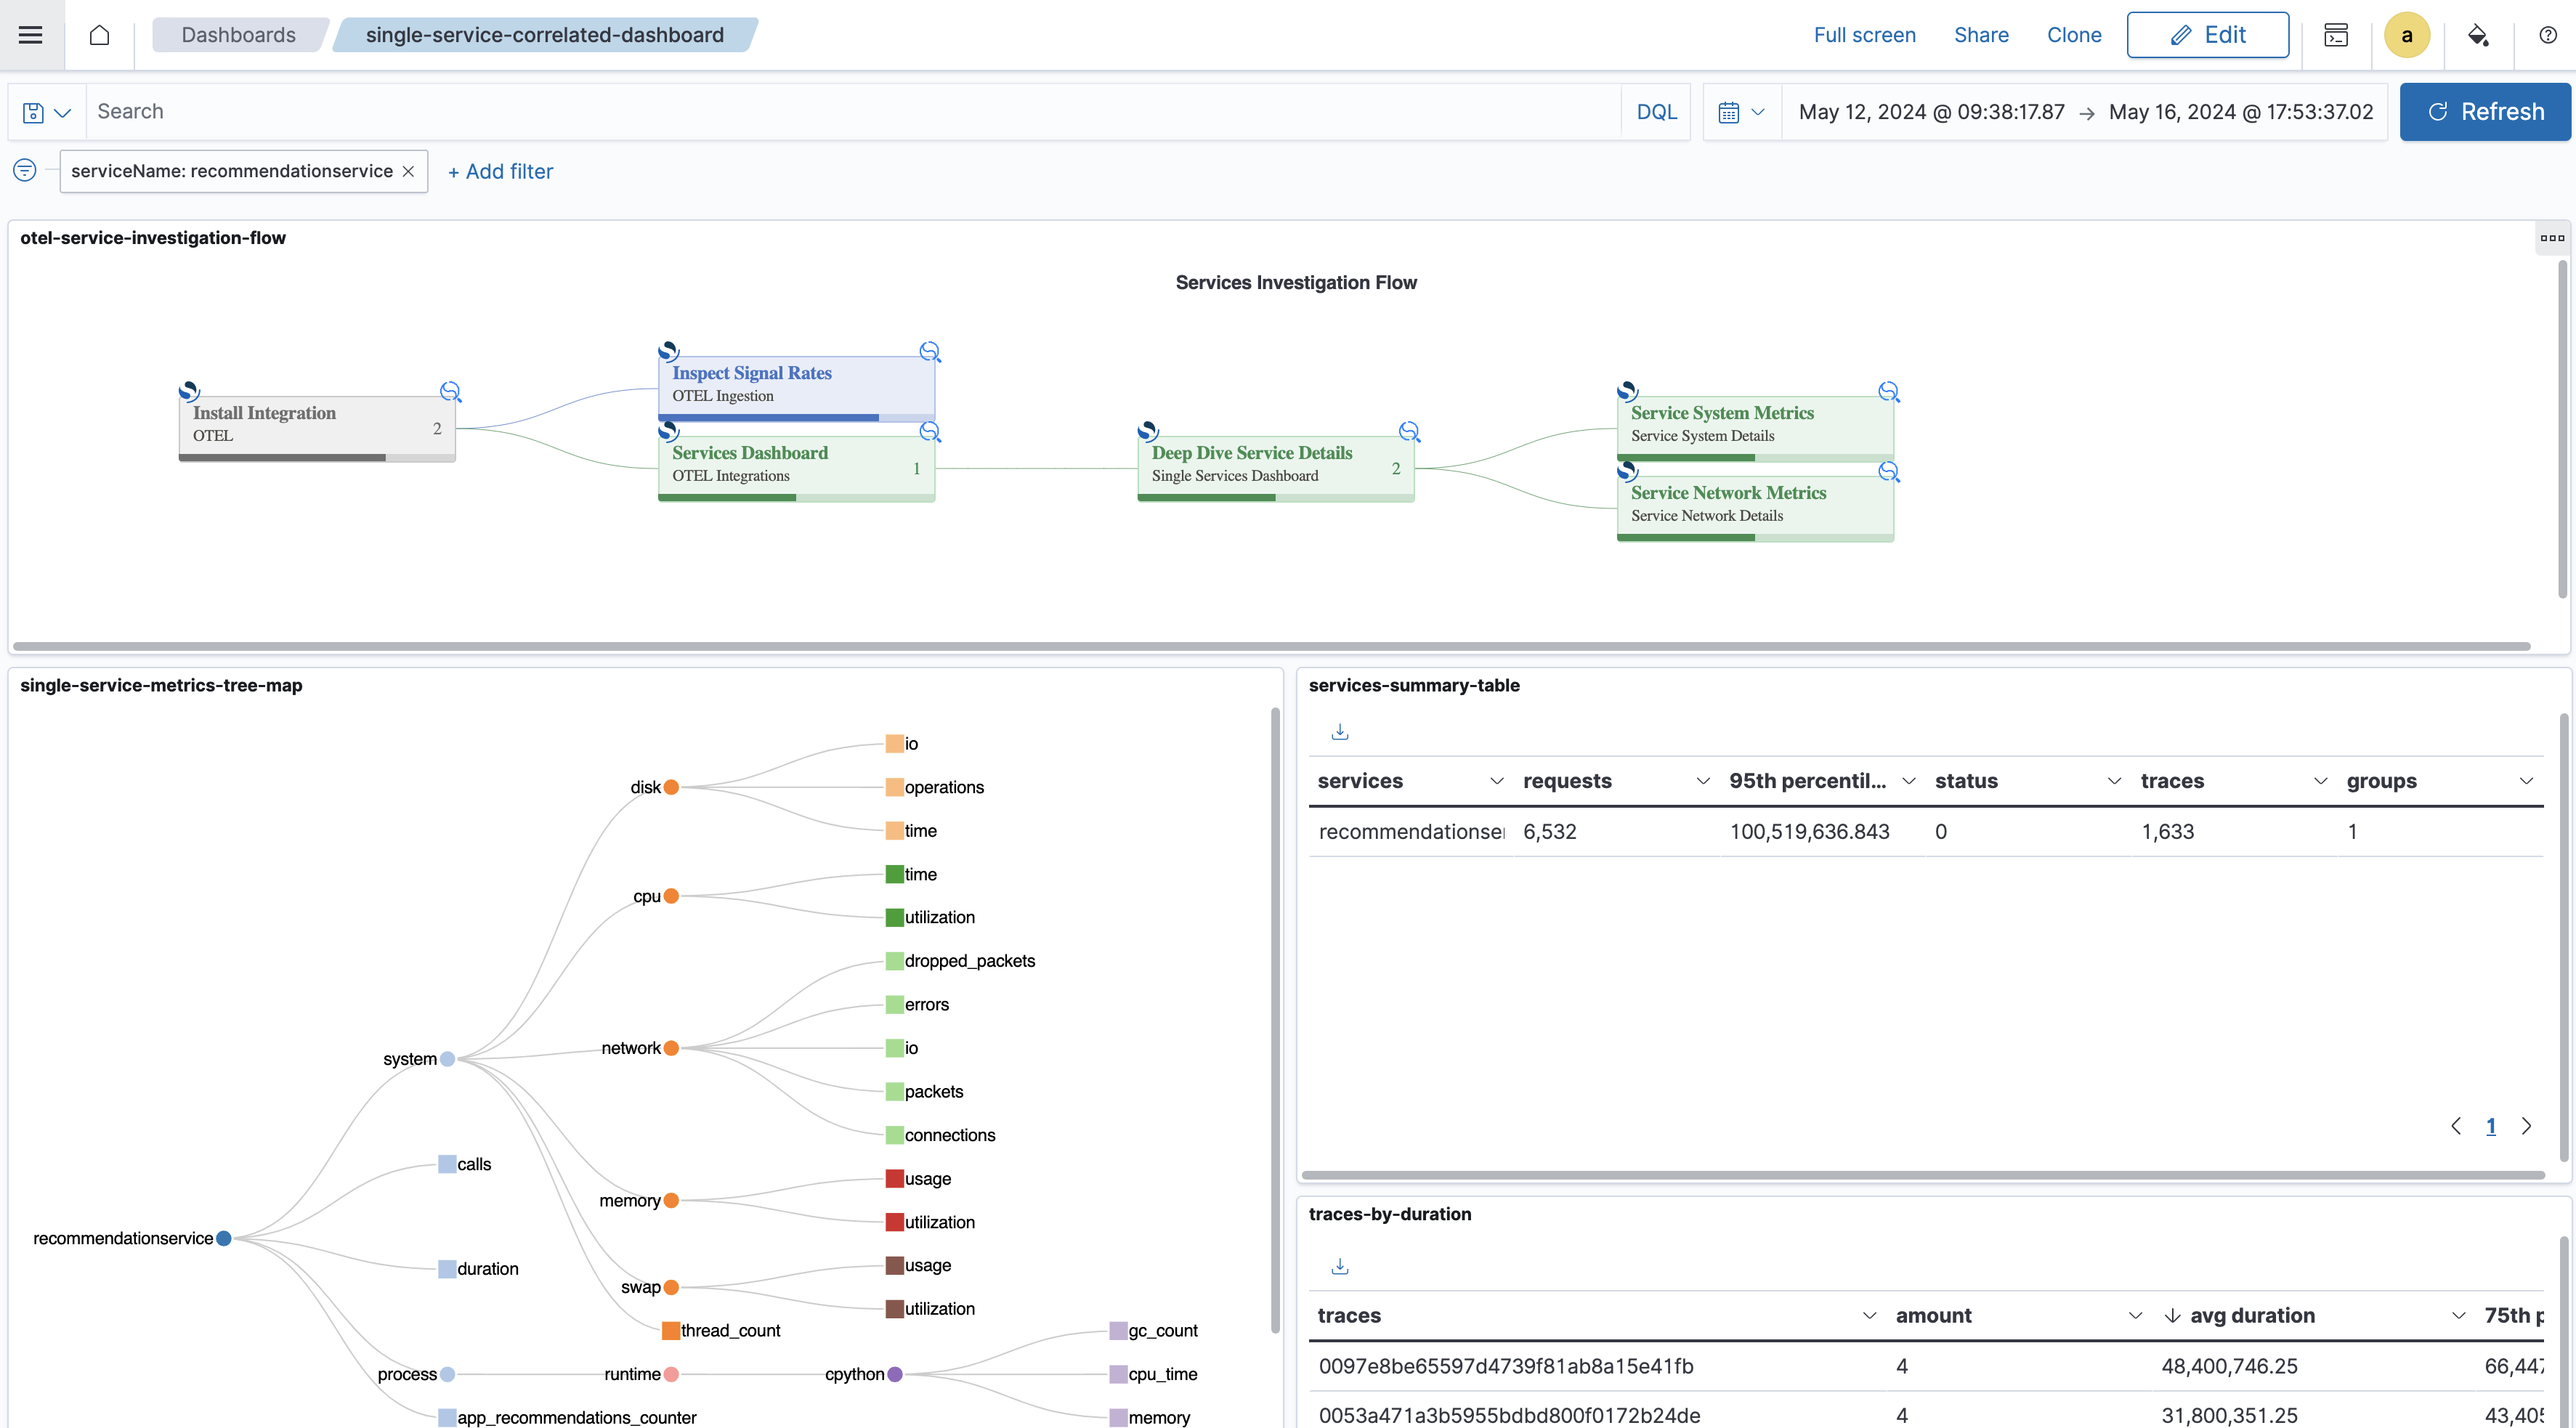 Dashboards
single-service-correlated-dashboard
Full screen
Share
Clone
Edit
a
Search
DQL
May 12, 2024 @ 09:38:17.87 → May 16, 2024 @ 17:53:37.02
Refresh
serviceName: recommendationservice ×
+ Add filter
otel-service-investigation-flow
Services Investigation Flow
Install Integration
OTEL
2
Inspect Signal Rates
OTEL Ingestion
Services Dashboard
OTEL Integrations
1
Deep Dive Service Details
Single Services Dashboard
2
Service System Metrics
Service System Details
Service Network Metrics
Service Network Details
single-service-metrics-tree-map
io
disk
operations
time
time
cpu
utilization
dropped_packets
errors
system
network
io
packets
connections
calls
usage
memory
utilization
recommendationservice
duration
usage
swap
utilization
thread_count
gc_count
process
runtime
cpython
cpu_time
app_recommendations_counter
memory
services-summary-table
services requests 95th percentil... status traces groups
recommendationse 6,532 100,519,636.843 0 1,633 1
1
traces-by-duration
traces amount avg duration 75th
0097e8be65597d4739f81ab8a15e41fb 4 48,400,746.25 66,447
0053a471a3b5955bdbd800f0172b24de 4 31,800,351.25 43,405